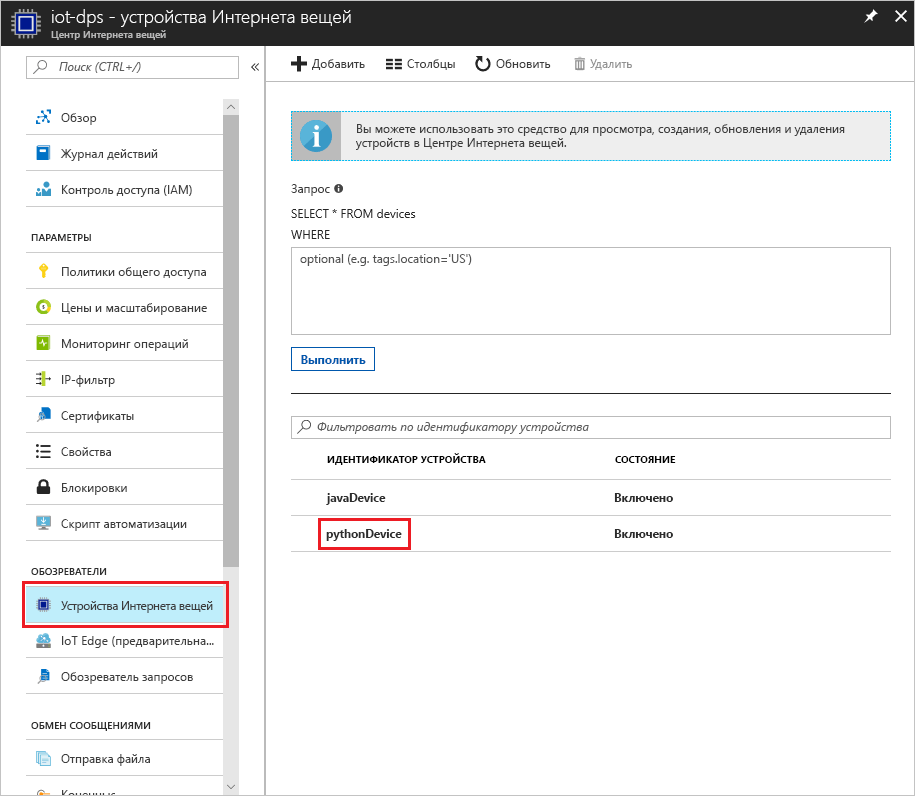 iot-dps - устройства Интернета вещей
Центр Интернета вещей
Поиск (CTRL+/)
Обзор
Журнал действий
Контроль доступа (IAM)
ПАРАМЕТРЫ
Политики общего доступа
Цены и масштабирование
Мониторинг операций
IP-фильтр
Сертификаты
Свойства
Блокировки
Скрипт автоматизации
ОБОЗРЕВАТЕЛИ
Устройства Интернета вещей
IoT Edge (предварительна...
Обозреватель запросов
ОБМЕН СООБЩЕНИЯМИ
Отправка файла
Добавить Столбцы Обновить Удалить
Вы можете использовать это средство для просмотра, создания, обновления и удаления
устройств в Центре Интернета вещей.
Запрос
SELECT * FROM devices
WHERE
optional (e.g. tags.location='US')
Выполнить
Фильтровать по идентификатору устройства
ИДЕНТИФИКАТОР УСТРОЙСТВА СОСТОЯНИЕ
javaDevice Включено
pythonDevice Включено